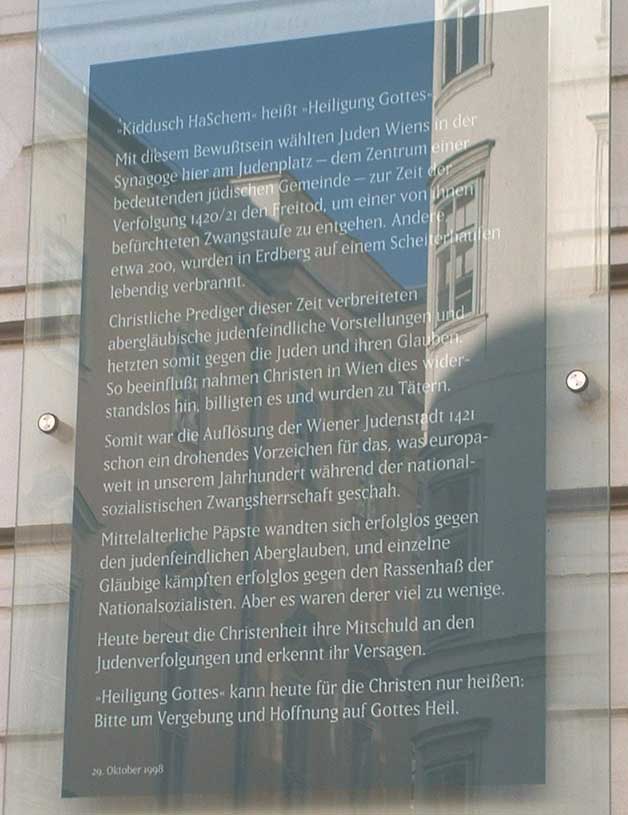 »Kiddusch HaSchem« heißt »Heiligung Gottes«
Mit diesem Bewußtsein wählten Juden Wiens in der
Synagoge hier am Judenplatz – dem Zentrum einer
bedeutenden jüdischen Gemeinde – zur Zeit der
Verfolgung 1420/21 den Freitod, um einer von ihnen
befürchteten Zwangstaufe zu entgehen. Andere,
etwa 200, wurden in Erdberg auf einem Scheiterhaufen
lebendig verbrannt.
Christliche Prediger dieser Zeit verbreiteten
abergläubische judenfeindliche Vorstellungen und
hetzten somit gegen die Juden und ihren Glauben.
So beeinflußt nahmen Christen in Wien dies wider-
standslos hin, billigten es und wurden zu Tätern.
Somit war die Auflösung der Wiener Judenstadt 1421
schon ein drohendes Vorzeichen für das, was europa-
weit in unserem Jahrhundert während der national-
sozialistischen Zwangsherrschaft geschah.
Mittelalterliche Päpste wandten sich erfolglos gegen
den judenfeindlichen Aberglauben, und einzelne
Gläubige kämpften erfolglos gegen den Rassenhaß der
Nationalsozialisten. Aber es waren derer viel zu wenige.
Heute bereut die Christenheit ihre Mitschuld an den
Judenverfolgungen und erkennt ihr Versagen.
»Heiligung Gottes« kann heute für die Christen nur heißen:
Bitte um Vergebung und Hoffnung auf Gottes Heil.
29. Oktober 1998